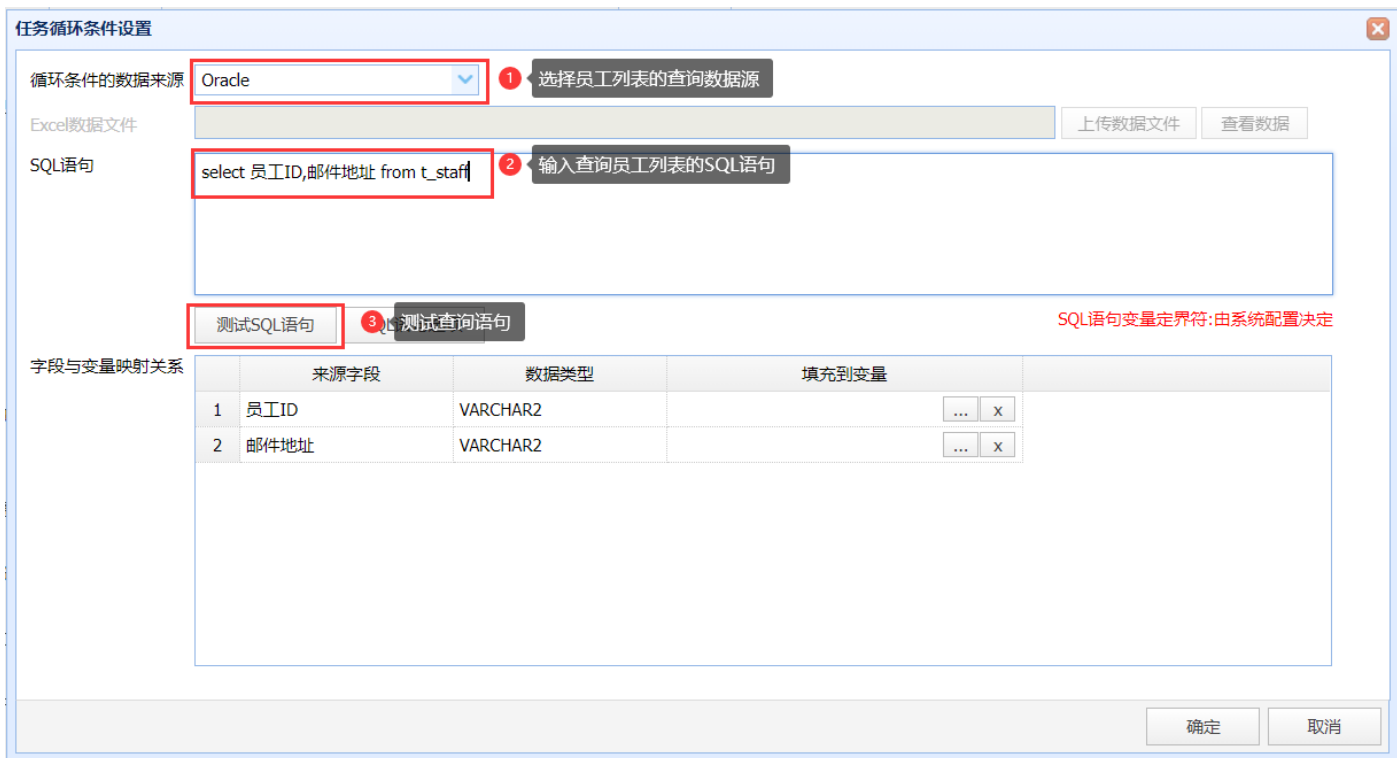 任务循环条件设置
循环条件的数据来源 Oracle 1 选择员工列表的查询数据源
Excel数据文件 上传数据文件 查看数据
SQL语句 select 员工ID,邮件地址 from t_staff 2 输入查询员工列表的SQL语句
测试SQL语句 3 测试查询语句 SQL语句变量定界符:由系统配置决定
字段与变量映射关系 来源字段 数据类型 填充到变量
1 员工ID VARCHAR2 ... x
2 邮件地址 VARCHAR2 ... x
确定 取消